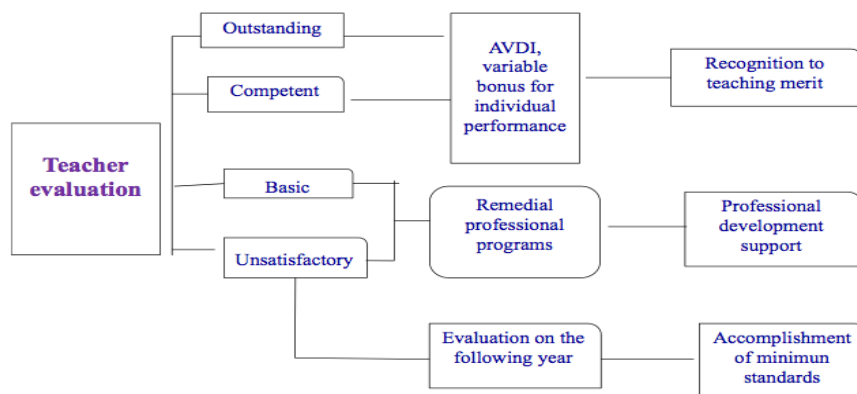 Outstanding
AVDI,
variable
bonus for
individual
performance
Recognition to
teaching merit
Competent
Teacher
evaluation
Basic
Remedial
professional
programs
Professional
development
support
Unsatisfactory
Evaluation on the
following year
Accomplishment
of minimun
standards